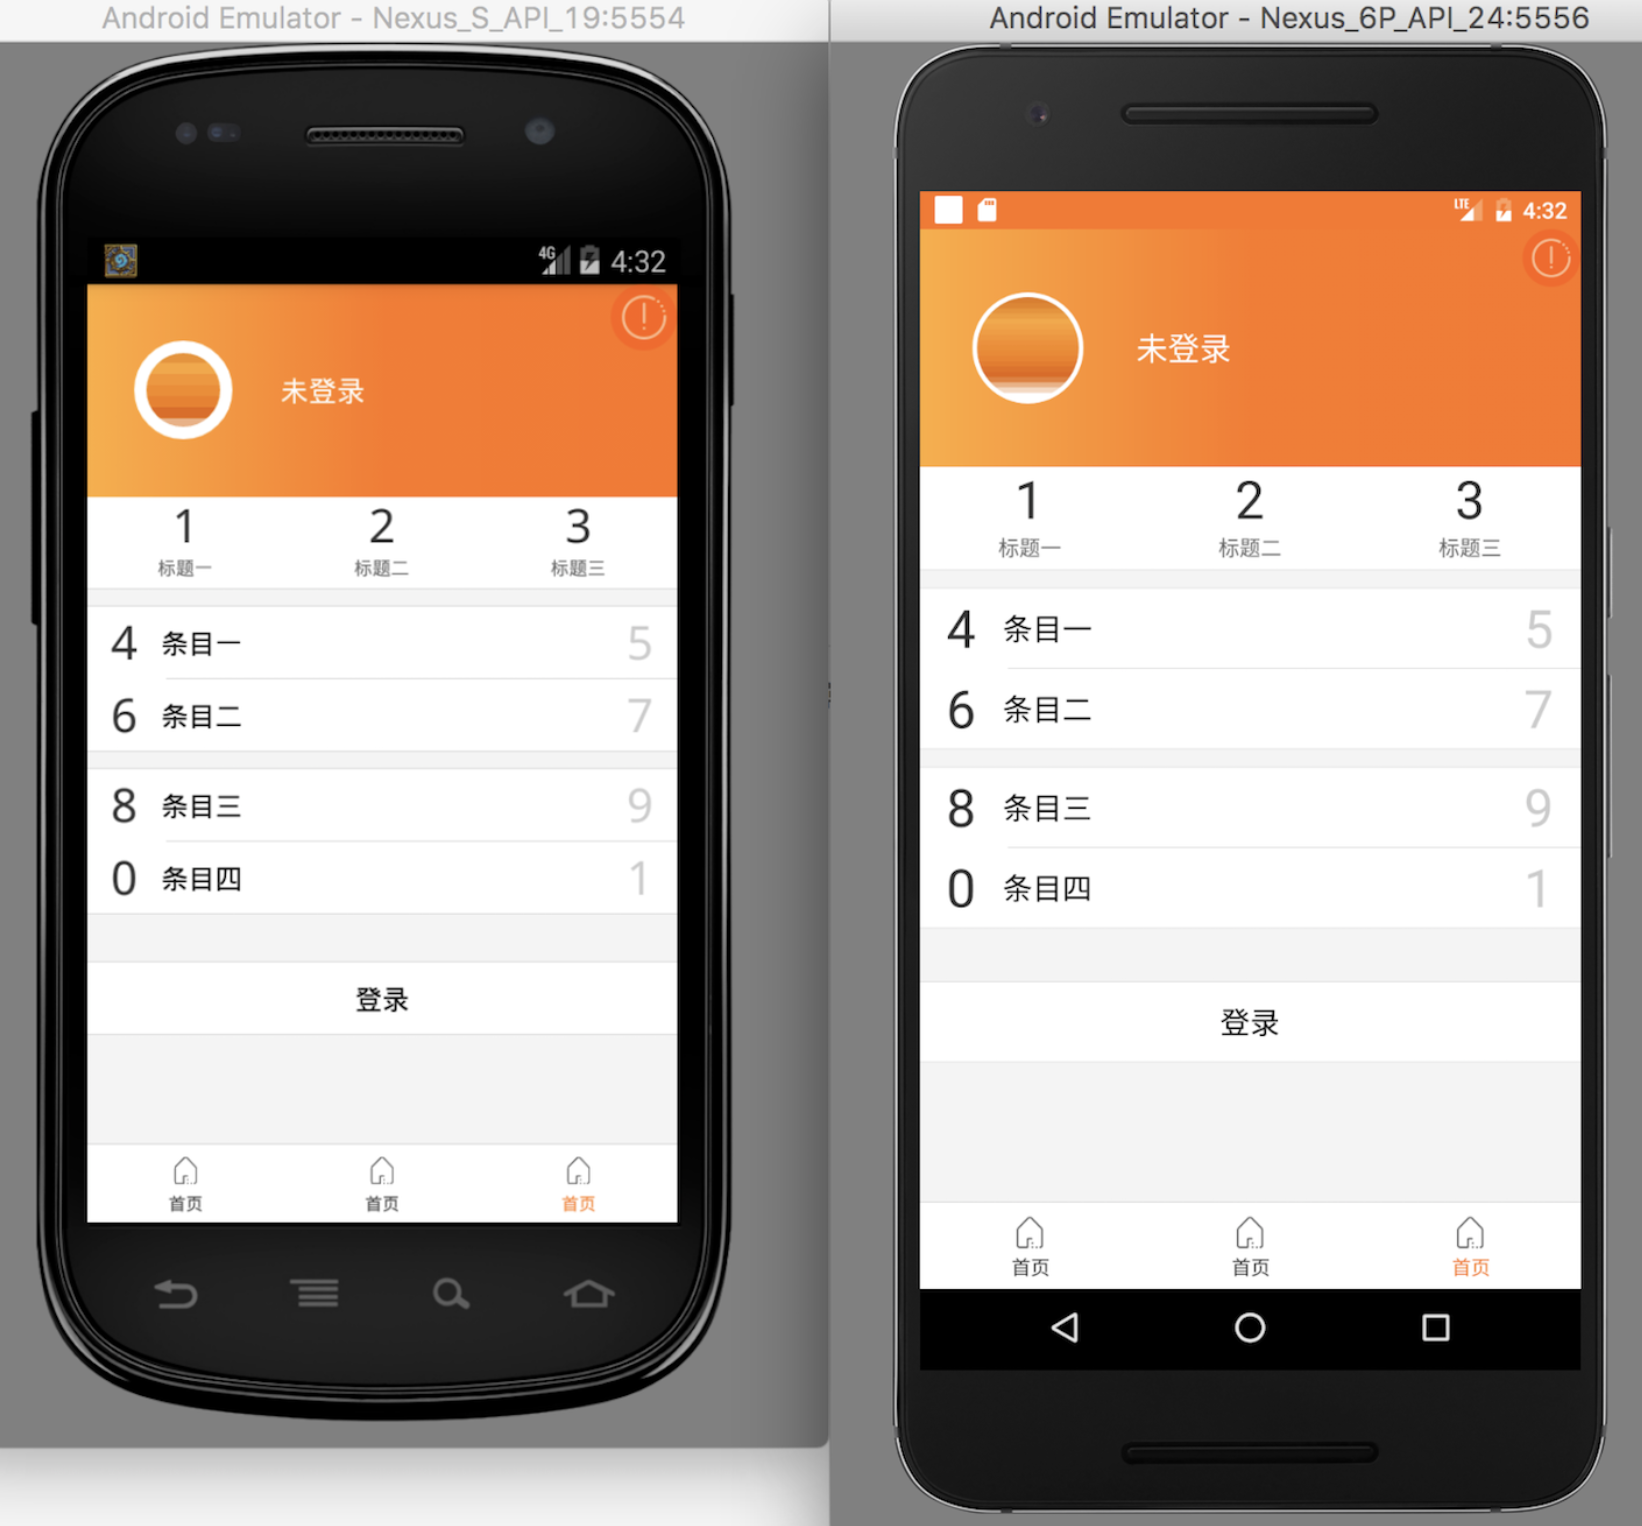 Android Emulator - Nexus_S_API_19:5554
4G 4:32
未登录
1 2 3
标题一 标题二 标题三
4 条目一 5
6 条目二 7
8 条目三 9
0 条目四 1
登录
首页 首页 首页
Android Emulator - Nexus_6P_API_24:5556
LTE 4:32
未登录
1 2 3
标题一 标题二 标题三
4 条目一 5
6 条目二 7
8 条目三 9
0 条目四 1
登录
首页 首页 首页